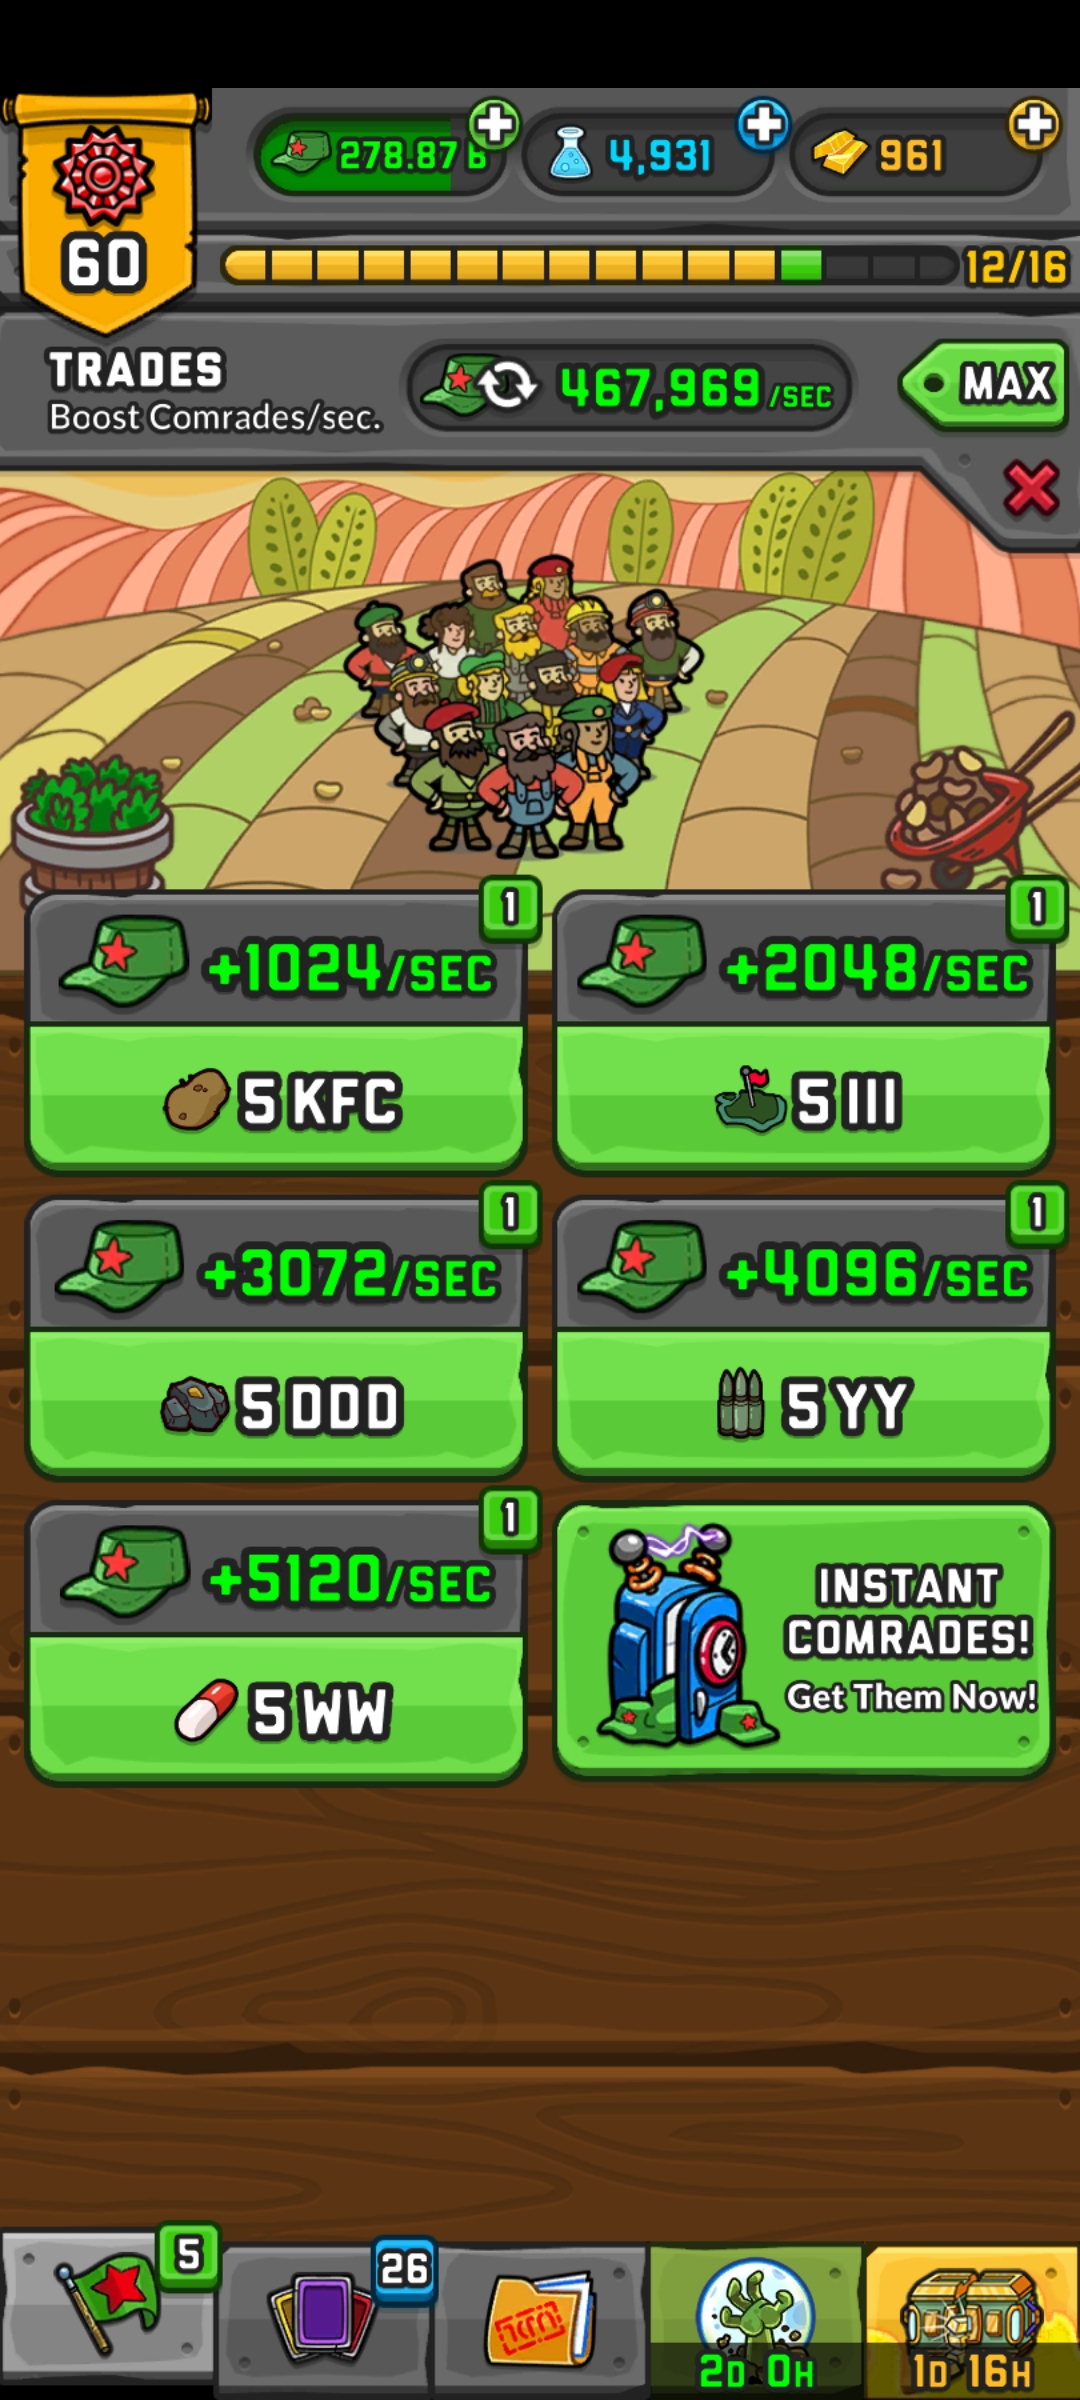 278.87 B
4,931
961
60
12/16
TRADES
Boost Comrades/sec.
467,969 /SEC
MAX
1
+1024/SEC
5 KFC
1
+2048/SEC
5 III
1
+3072/SEC
5 DDD
1
+4096/SEC
5 YY
1
+5120/SEC
5 WW
INSTANT
COMRADES!
Get Them Now!
5
26
2D 0H
1D 16H